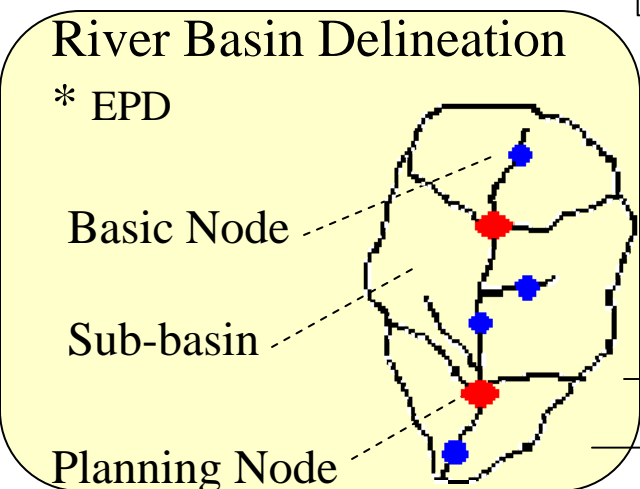 River Basin Delineation
* EPD
Basic Node
Sub-basin
Planning Node